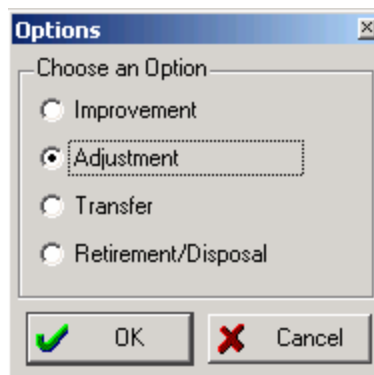 Options
Choose an Option
Improvement
Adjustment
Transfer
Retirement/Disposal
OK Cancel